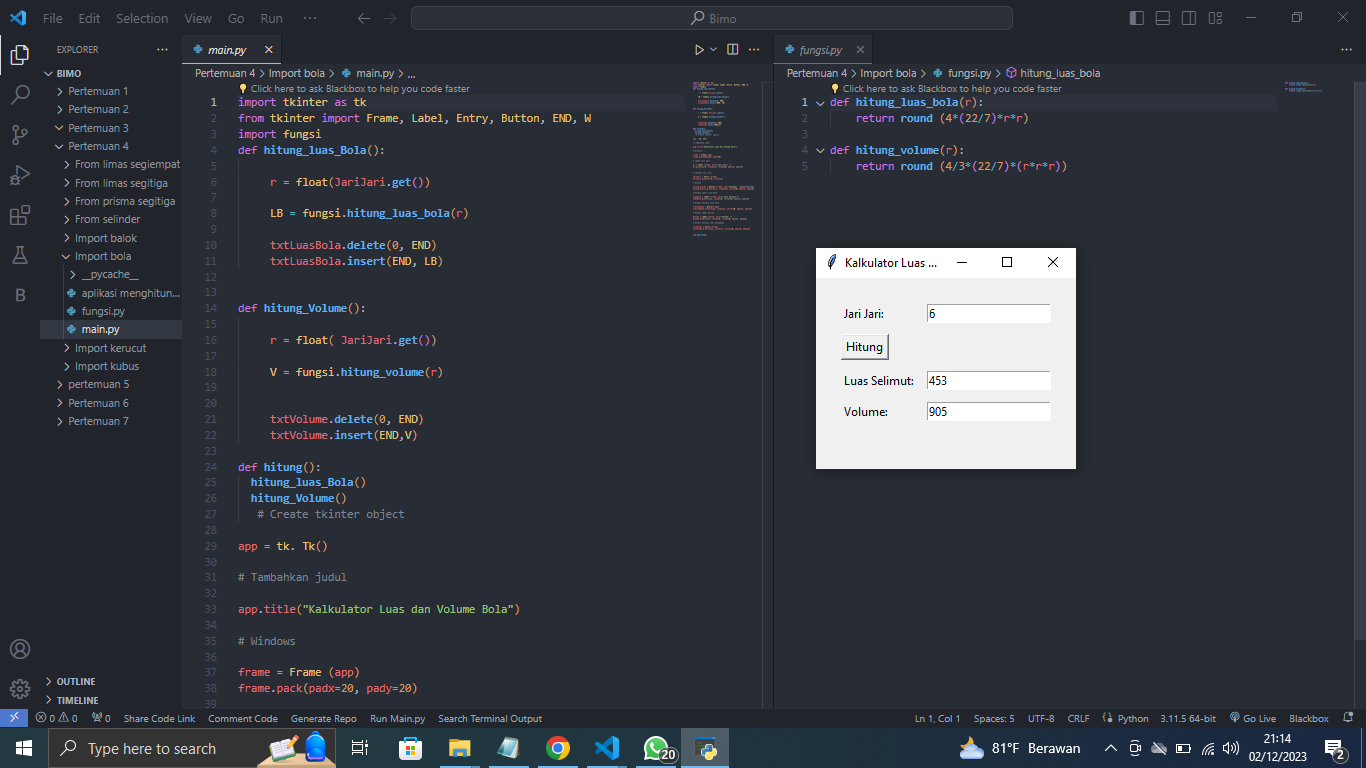 File Edit Selection View Go Run ··· Bimo
EXPLORER
BIMO
Pertemuan 1
Pertemuan 2
Pertemuan 3
Pertemuan 4
From limas segiempat
From limas segitiga
From prisma segitiga
From selinder
Import balok
Import bola
__pycache__
aplikasi menghitun...
fungsi.py
main.py
Import kerucut
Import kubus
pertemuan 5
Pertemuan 6
Pertemuan 7
OUTLINE
TIMELINE
main.py
Pertemuan 4 > Import bola > main.py > ...
Click here to ask Blackbox to help you code faster
1 import tkinter as tk
2 from tkinter import Frame, Label, Entry, Button, END, W
3 import fungsi
4 def hitung_luas_Bola():
5
6 r = float(JariJari.get())
7
8 LB = fungsi.hitung_luas_bola(r)
9
10 txtLuasBola.delete(0, END)
11 txtLuasBola.insert(END, LB)
12
13
14 def hitung_Volume():
15
16 r = float( JariJari.get())
17
18 V = fungsi.hitung_volume(r)
19
20
21 txtVolume.delete(0, END)
22 txtVolume.insert(END,V)
23
24 def hitung():
25 hitung_luas_Bola()
26 hitung_Volume()
27 # Create tkinter object
28
29 app = tk. Tk()
30
31 # Tambahkan judul
32
33 app.title("Kalkulator Luas dan Volume Bola")
34
35 # Windows
36
37 frame = Frame (app)
38 frame.pack(padx=20, pady=20)
39
fungsi.py
Pertemuan 4 > Import bola > fungsi.py > hitung_luas_bola
Click here to ask Blackbox to help you code faster
1 def hitung_luas_bola(r):
2 return round (4*(22/7)*r*r)
3
4 def hitung_volume(r):
5 return round (4/3*(22/7)*(r*r*r))
Kalkulator Luas ...
Jari Jari: 6
Hitung
Luas Selimut: 453
Volume: 905
0 0 0 Share Code Link Comment Code Generate Repo Run Main.py Search Terminal Output Ln 1, Col 1 Spaces: 5 UTF-8 CRLF Python 3.11.5 64-bit Go Live Blackbox
Type here to search 20 81°F Berawan 21:14
02/12/2023 2